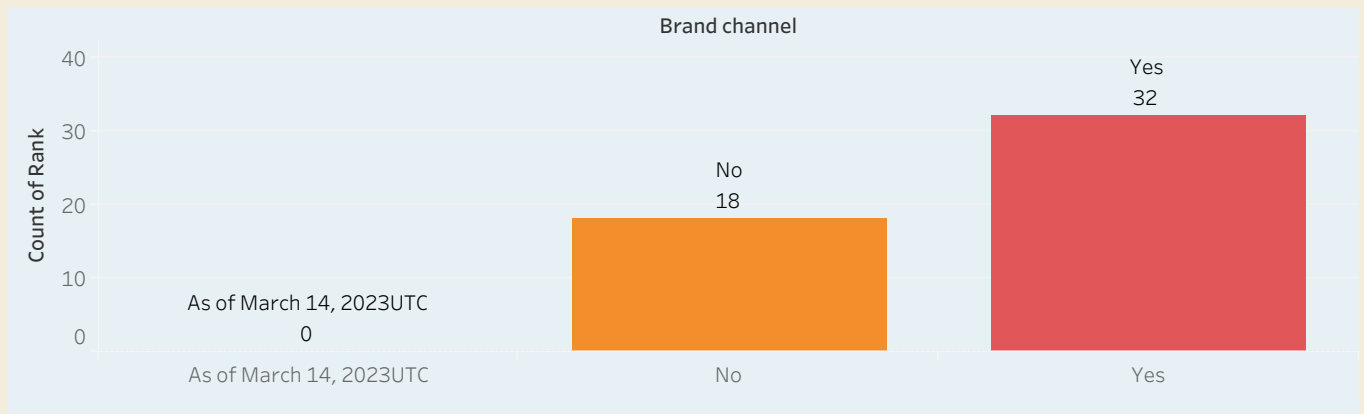 Brand channel
Count of Rank
40
30
20
10
0
As of March 14, 2023UTC
0
No
18
Yes
32
As of March 14, 2023UTC
No
Yes